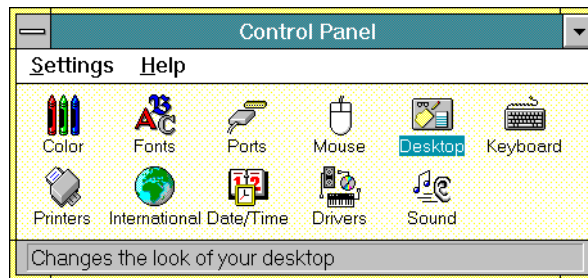 Control Panel
Settings Help
Color Fonts Ports Mouse Desktop Keyboard
Printers International Date/Time Drivers Sound
Changes the look of your desktop